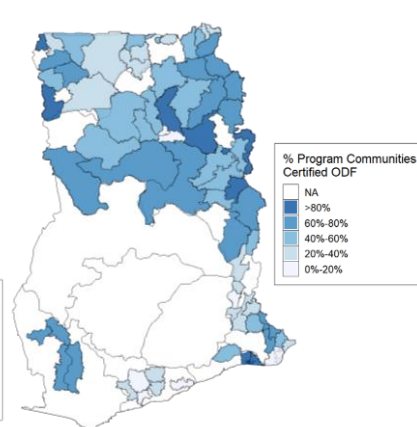 % Program Communities
Certified ODF
NA
>80%
60%-80%
40%-60%
20%-40%
0%-20%